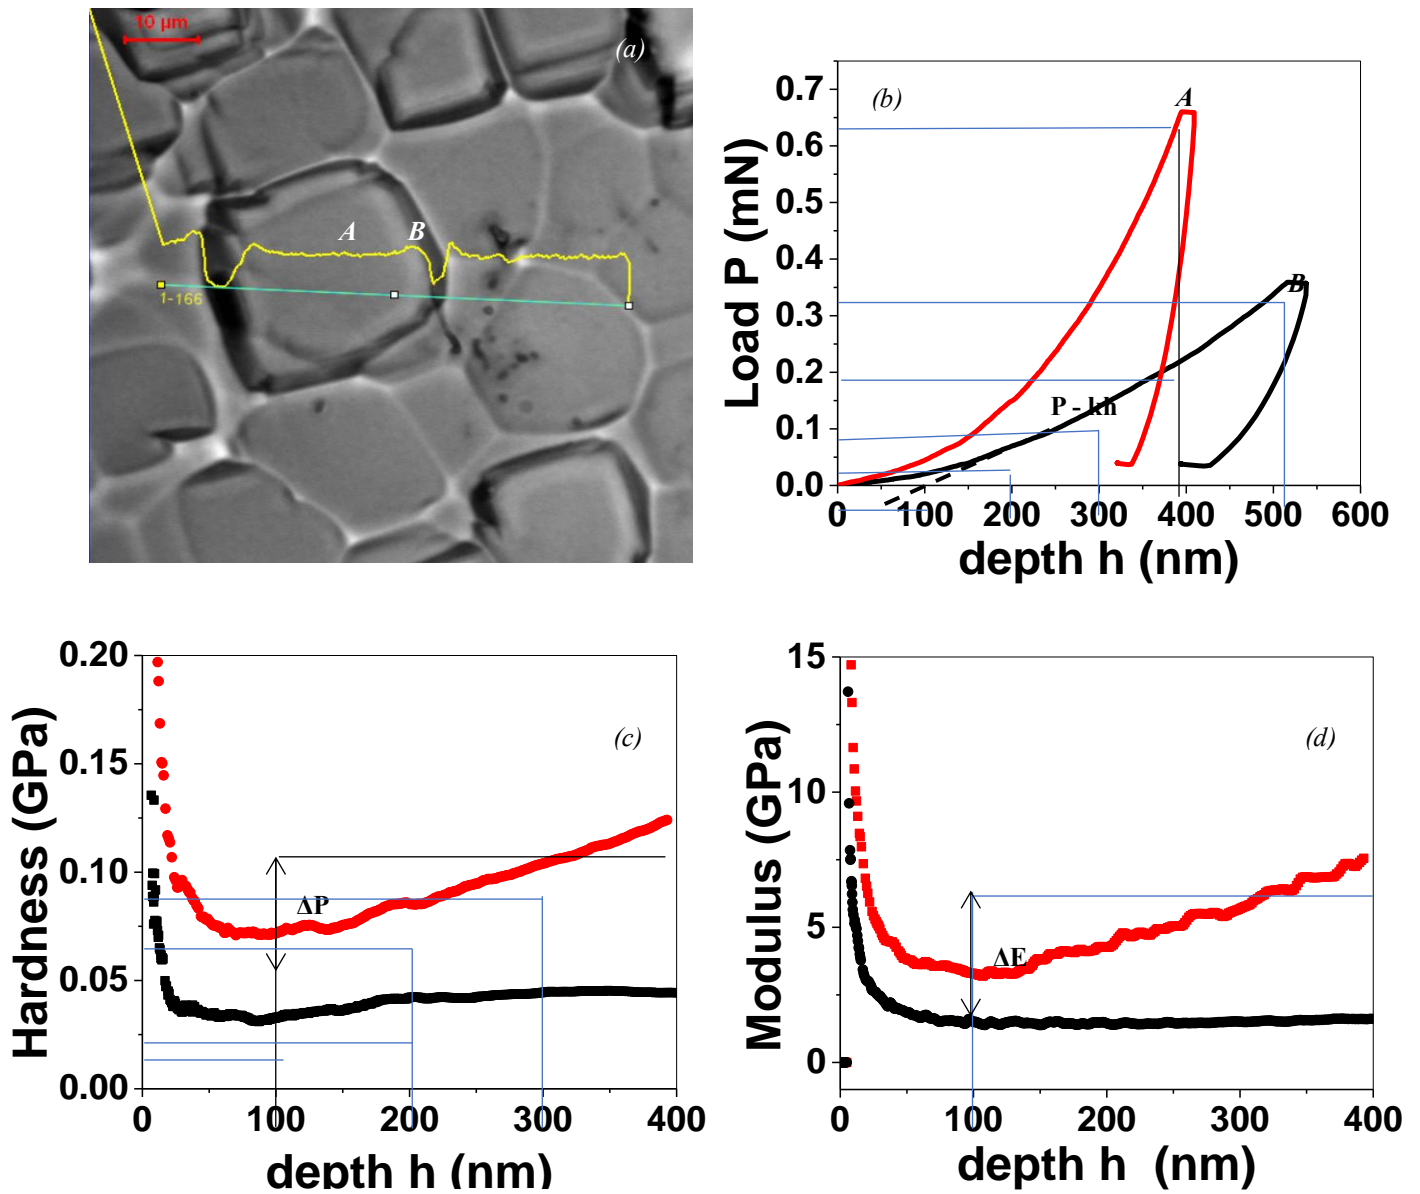 10 μm
(a)
A
B
1-166
(b)
A
B
P - kh
Load P (mN)
0.7
0.6
0.5
0.4
0.3
0.2
0.1
0.0
0 100 200 300 400 500 600
depth h (nm)
(c)
ΔP
Hardness (GPa)
0.20
0.15
0.10
0.05
0.00
0 100 200 300 400
depth h (nm)
(d)
ΔE
Modulus (GPa)
15
10
5
0
0 100 200 300 400
depth h (nm)